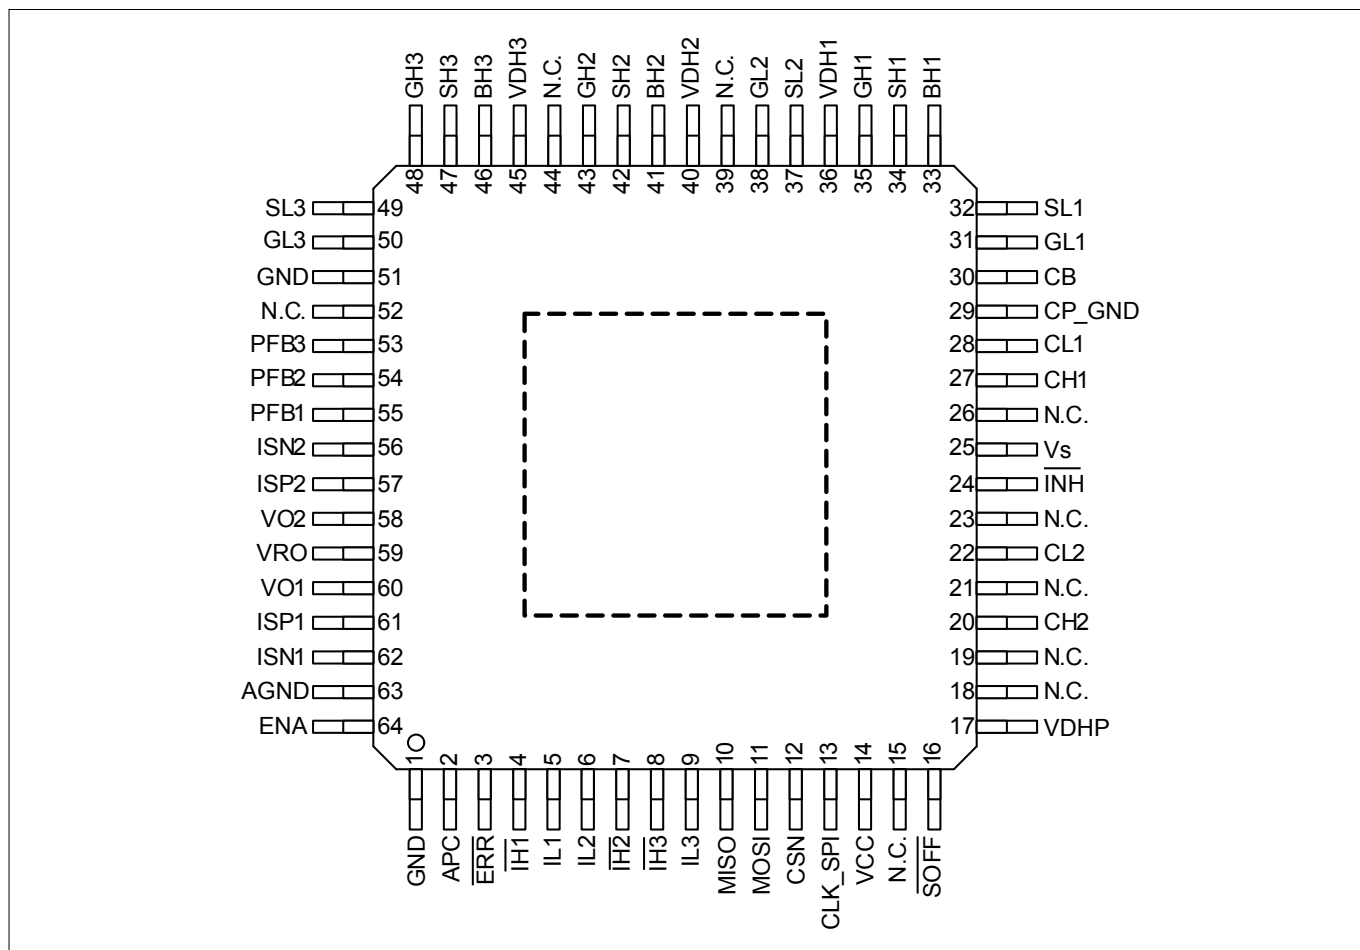 GH3
SH3
BH3
VDH3
N.C.
GH2
SH2
BH2
VDH2
N.C.
GL2
SL2
VDH1
GH1
SH1
BH1
48
47
46
45
44
43
42
41
40
39
38
37
36
35
34
33
SL3 49
GL3 50
GND 51
N.C. 52
PFB3 53
PFB2 54
PFB1 55
ISN2 56
ISP2 57
VO2 58
VRO 59
VO1 60
ISP1 61
ISN1 62
AGND 63
ENA 64
32 SL1
31 GL1
30 CB
29 CP_GND
28 CL1
27 CH1
26 N.C.
25 Vs
24 INH
23 N.C.
22 CL2
21 N.C.
20 CH2
19 N.C.
18 N.C.
17 VDHP
1
2
3
4
5
6
7
8
9
10
11
12
13
14
15
16
GND
APC
ERR
IH1
IL1
IL2
IH2
IH3
IL3
MISO
MOSI
CSN
CLK_SPI
VCC
N.C.
SOFF